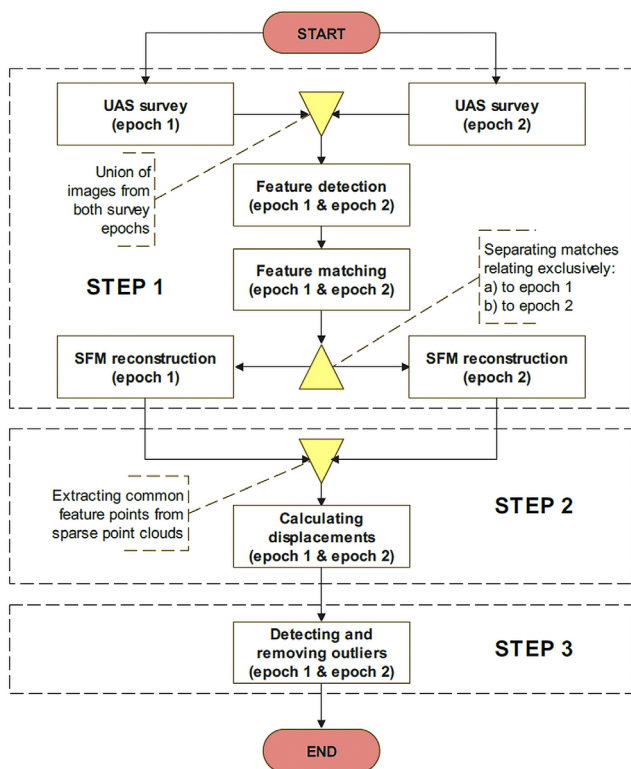 START
UAS survey
(epoch 1)
UAS survey
(epoch 2)
Union of
images from
both survey
epochs
Feature detection
(epoch 1 & epoch 2)
Feature matching
(epoch 1 & epoch 2)
Separating matches
relating exclusively:
a) to epoch 1
b) to epoch 2
STEP 1
SFM reconstruction
(epoch 1)
SFM reconstruction
(epoch 2)
Extracting common
feature points from
sparse point clouds
STEP 2
Calculating
displacements
(epoch 1 & epoch 2)
Detecting and
removing outliers
(epoch 1 & epoch 2)
STEP 3
END